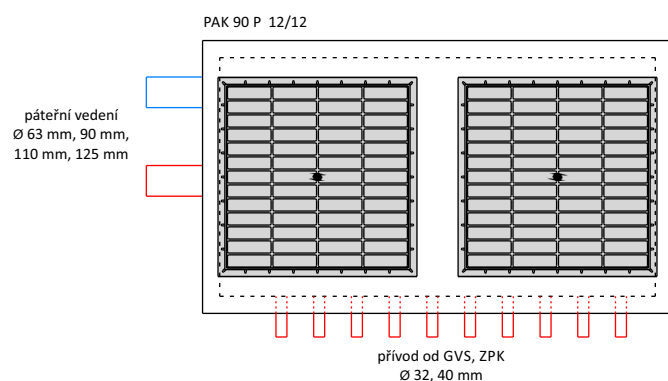 PAK 90 P 12/12
páteřní vedení
Ø 63 mm, 90 mm,
110 mm, 125 mm
přívod od GVS, ZPK
Ø 32, 40 mm